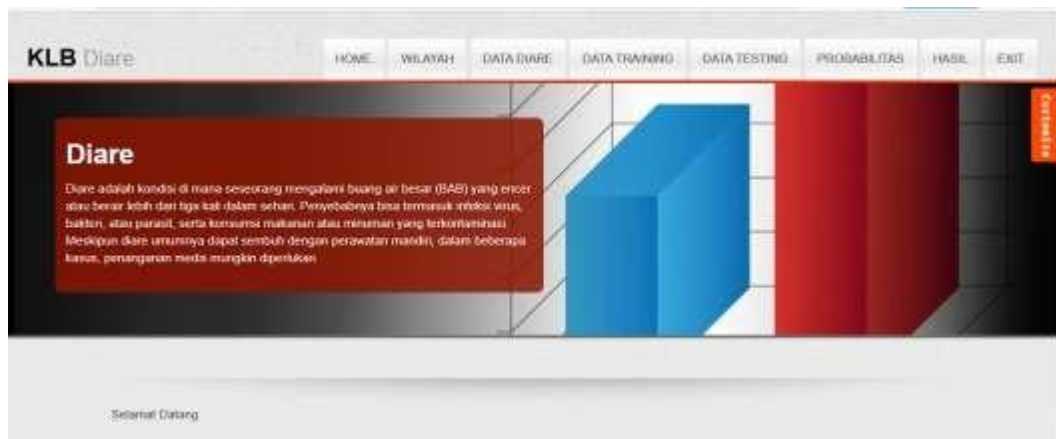 KLB Diare
HOME WILAYAH DATA DIARE DATA TRAINING DATA TESTING PROBABILITAS HASIL EXIT
Customize
Diare
Diare adalah kondisi di mana seseorang mengalami buang air besar (BAB) yang encer
atau berair lebih dari tiga kali dalam sehari. Penyebabnya bisa termasuk infeksi virus,
bakteri, atau parasit, serta konsumsi makanan atau minuman yang terkontaminasi
Meskipun diare umumnya dapat sembuh dengan perawatan mandiri, dalam beberapa
kasus, penanganan medis mungkin diperlukan
Selamat Datang